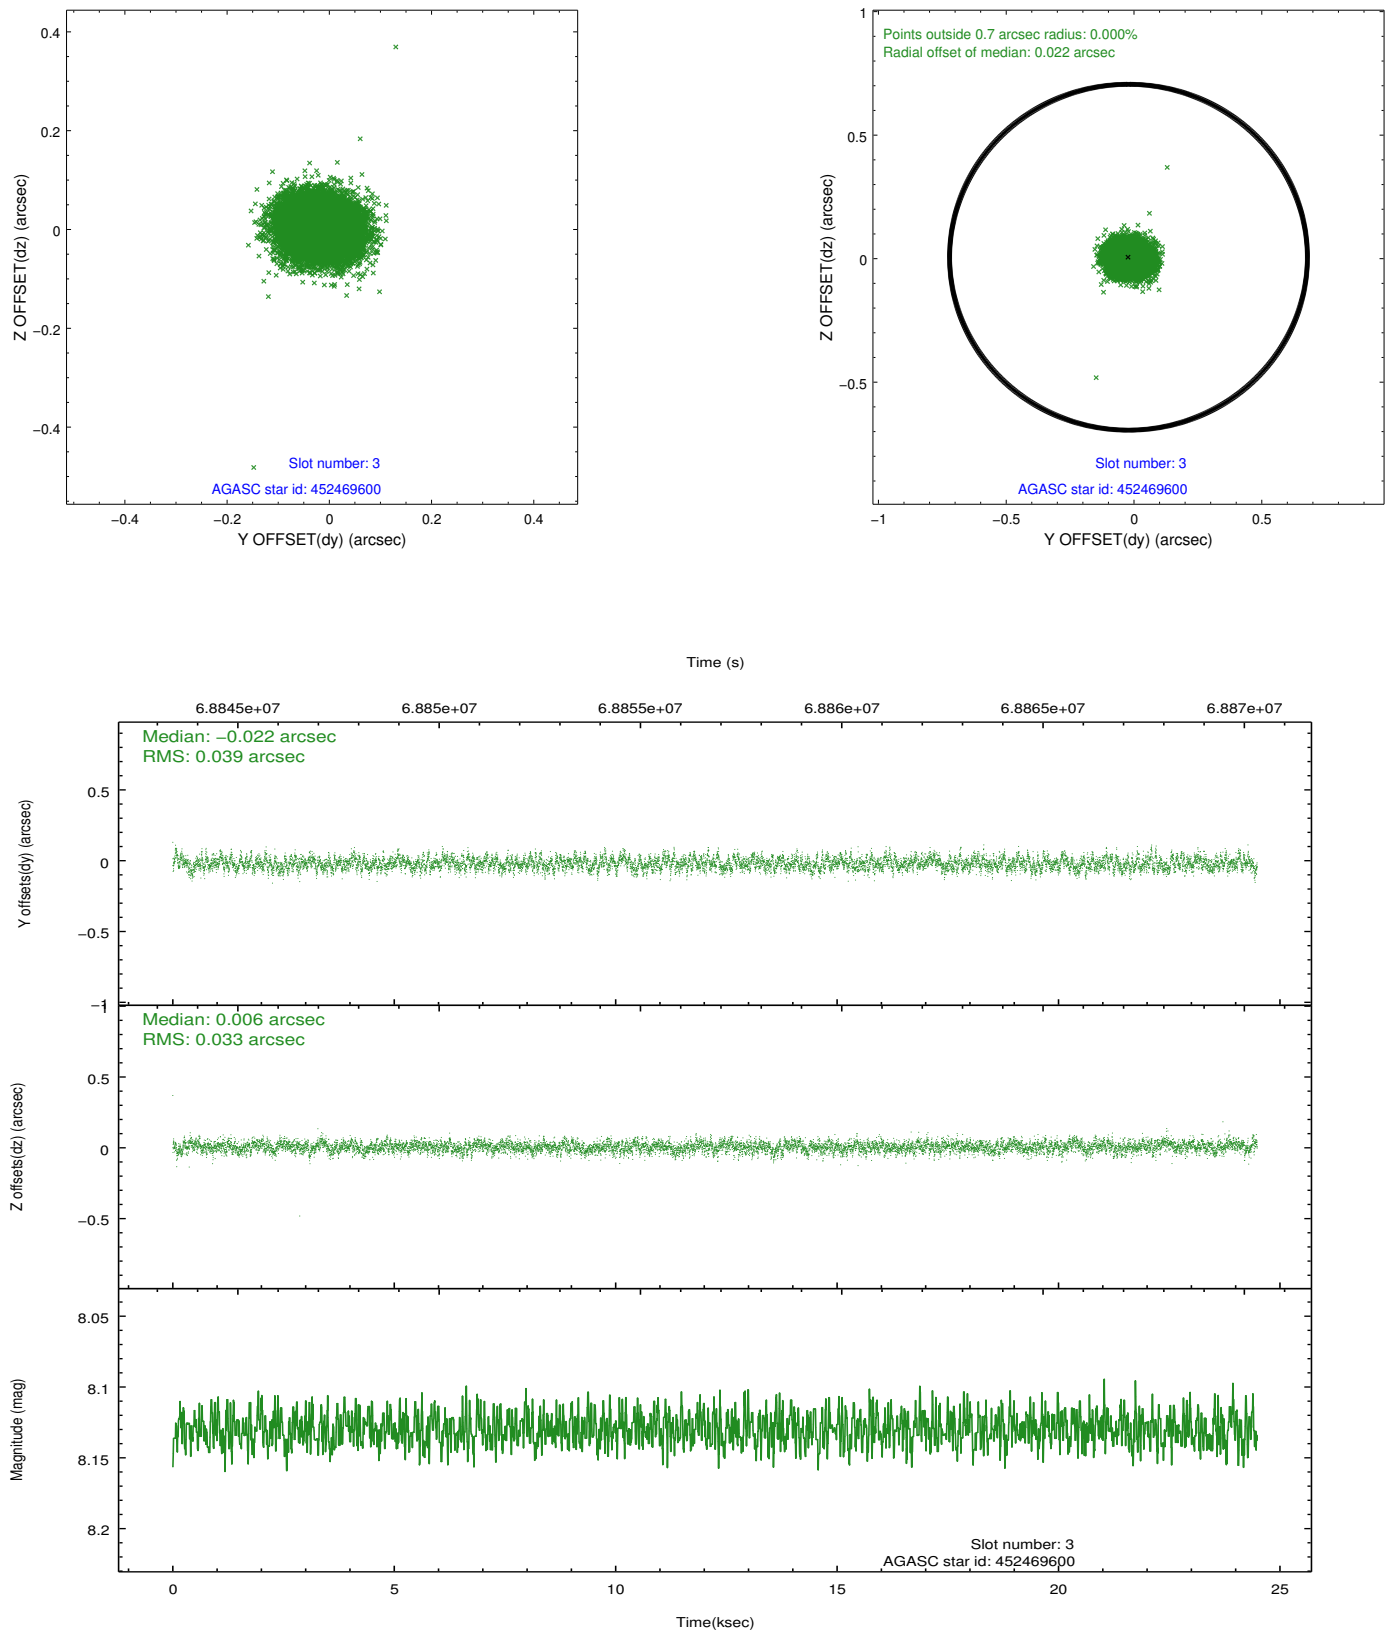 0.4
0.2
0
−0.2
−0.4
Z OFFSET(dz) (arcsec)
Slot number: 3
AGASC star id: 452469600
−0.4 −0.2 0 0.2 0.4
Y OFFSET(dy) (arcsec)
1
0.5
0
−0.5
Z OFFSET(dz) (arcsec)
Points outside 0.7 arcsec radius: 0.000%
Radial offset of median: 0.022 arcsec
Slot number: 3
AGASC star id: 452469600
−1 −0.5 0 0.5
Y OFFSET(dy) (arcsec)
Time (s)
6.8845e+07 6.885e+07 6.8855e+07 6.886e+07 6.8865e+07 6.887e+07
Median: −0.022 arcsec
RMS: 0.039 arcsec
0.5
0
−0.5
−1
Y offsets(dy) (arcsec)
Median: 0.006 arcsec
RMS: 0.033 arcsec
1
0.5
0
−0.5
Z offsets(dz) (arcsec)
8.05
8.1
8.15
8.2
Magnitude (mag)
Slot number: 3
AGASC star id: 452469600
0 5 10 15 20 25
Time(ksec)